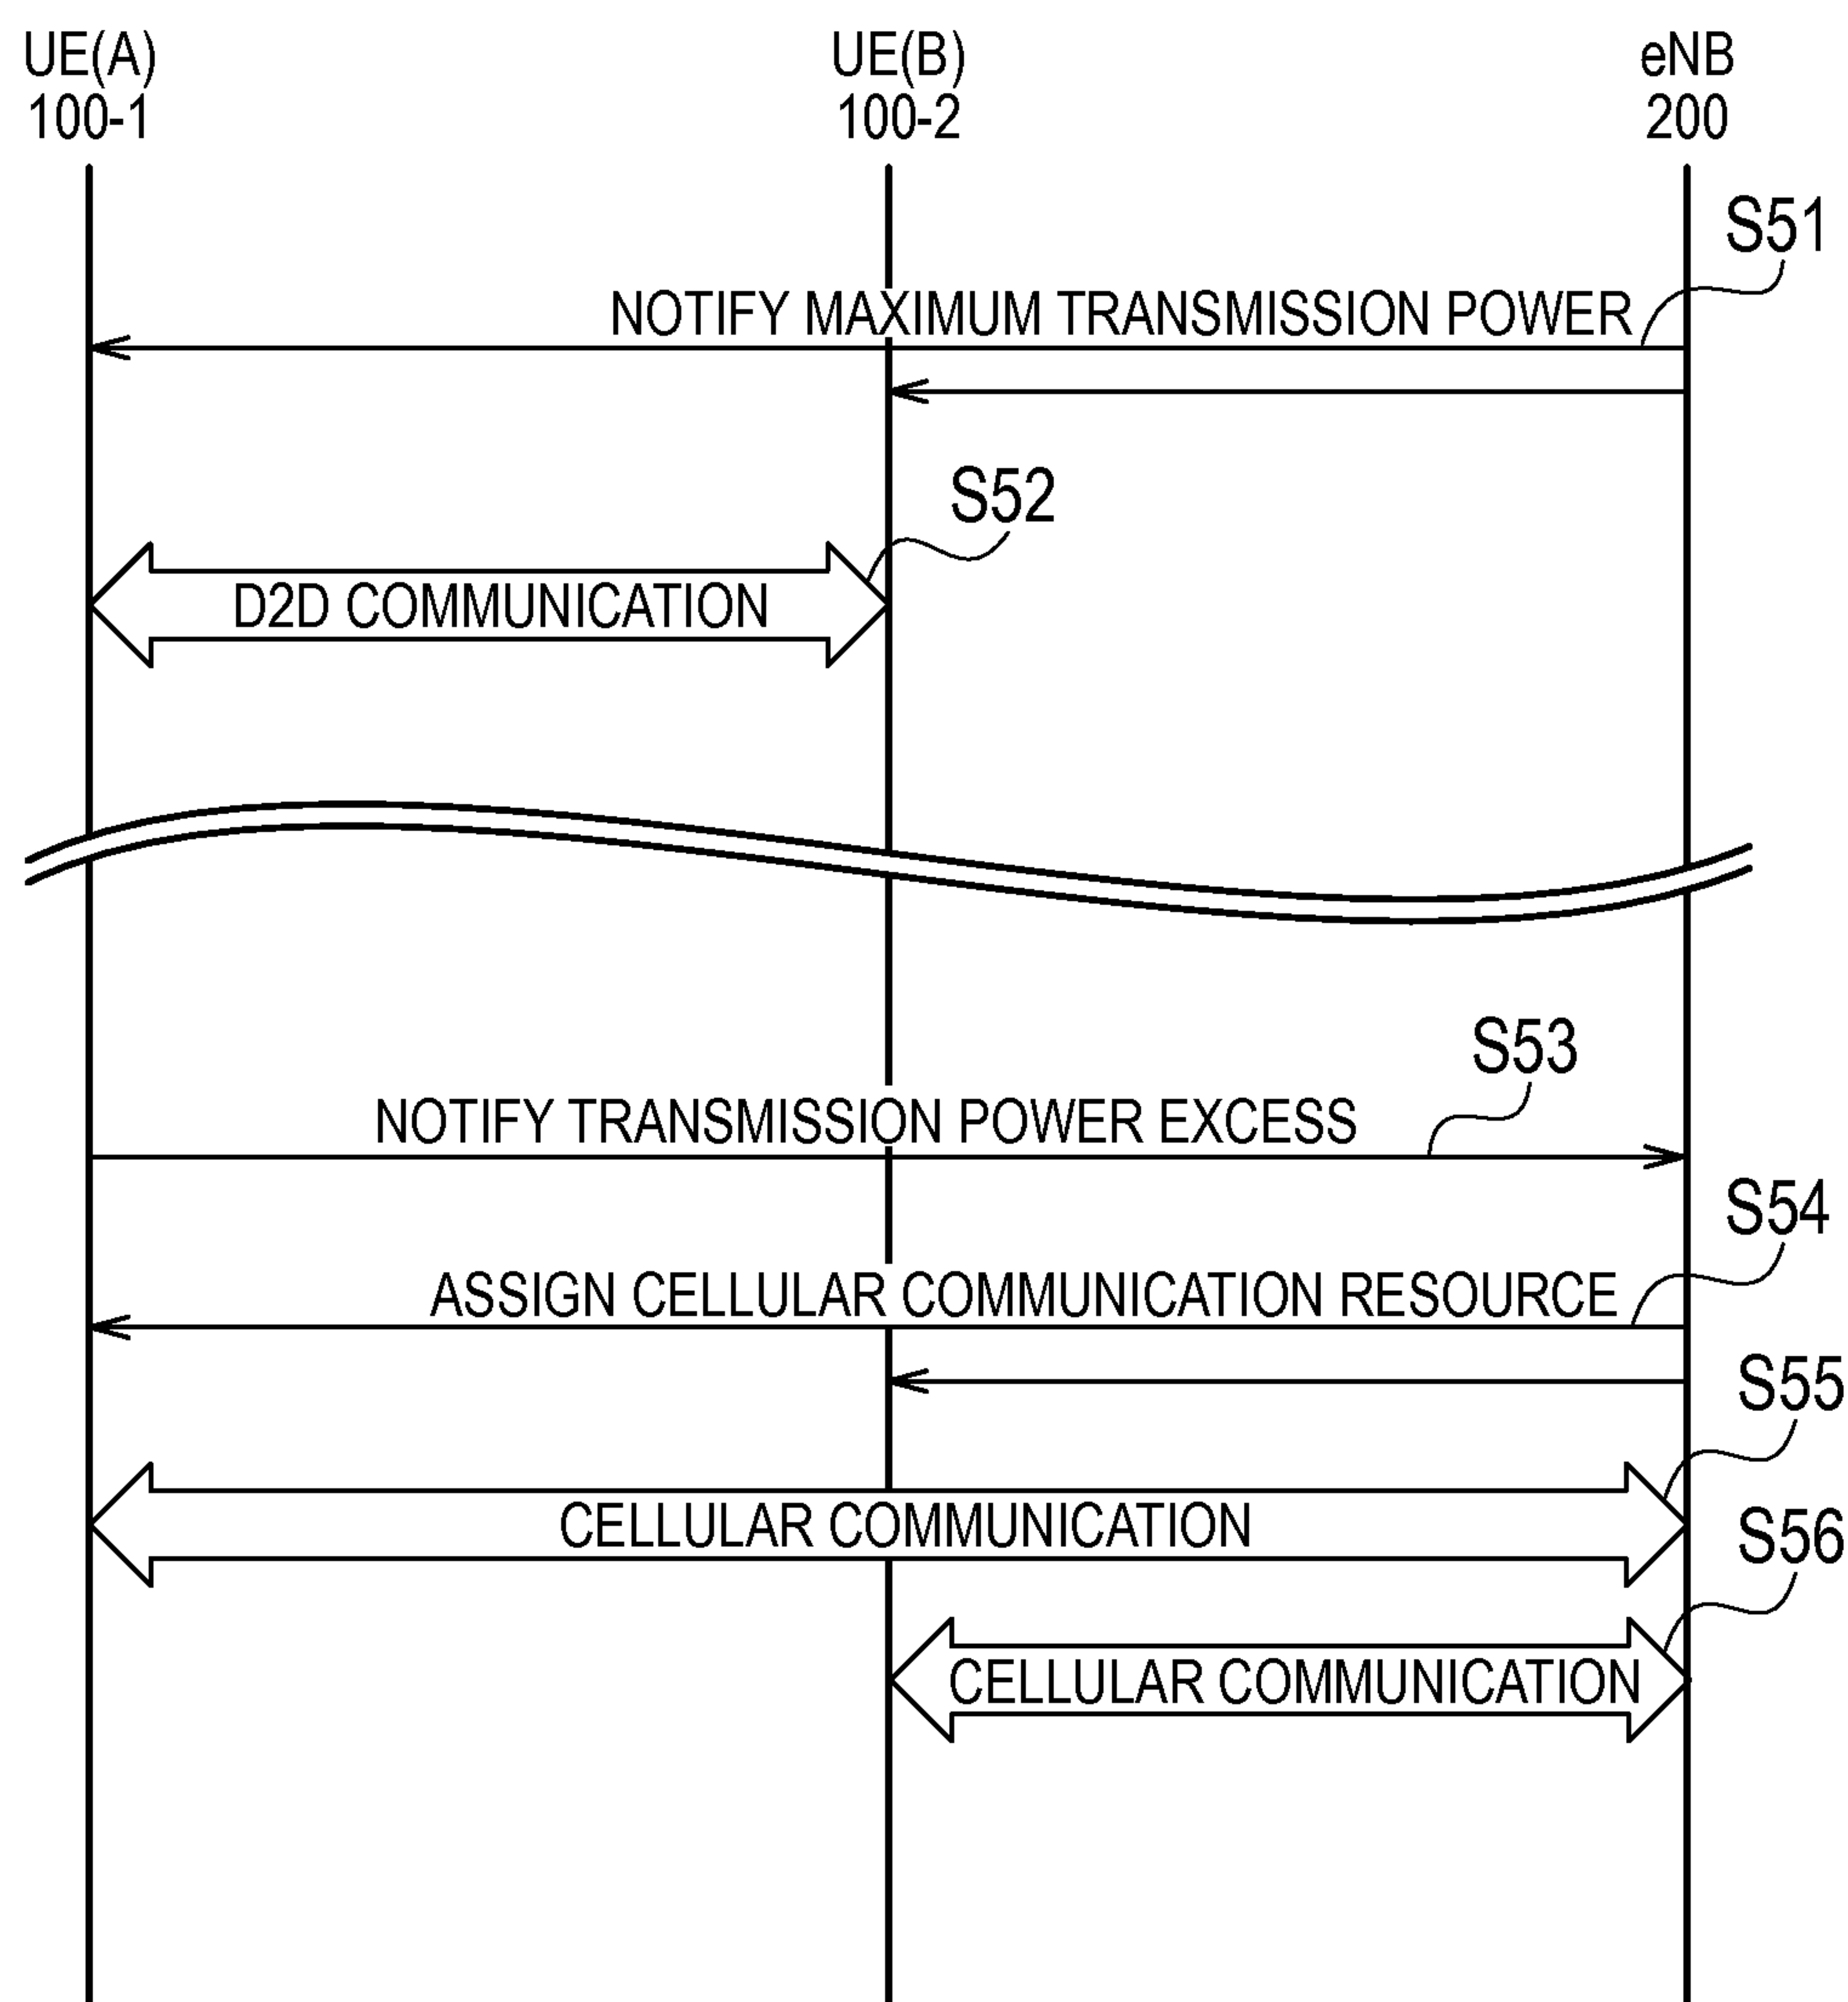 UE(A)
100-1
UE(B)
100-2
eNB
200
S51
NOTIFY MAXIMUM TRANSMISSION POWER
S52
D2D COMMUNICATION
S53
NOTIFY TRANSMISSION POWER EXCESS
S54
ASSIGN CELLULAR COMMUNICATION RESOURCE
S55
CELLULAR COMMUNICATION
S56
CELLULAR COMMUNICATION